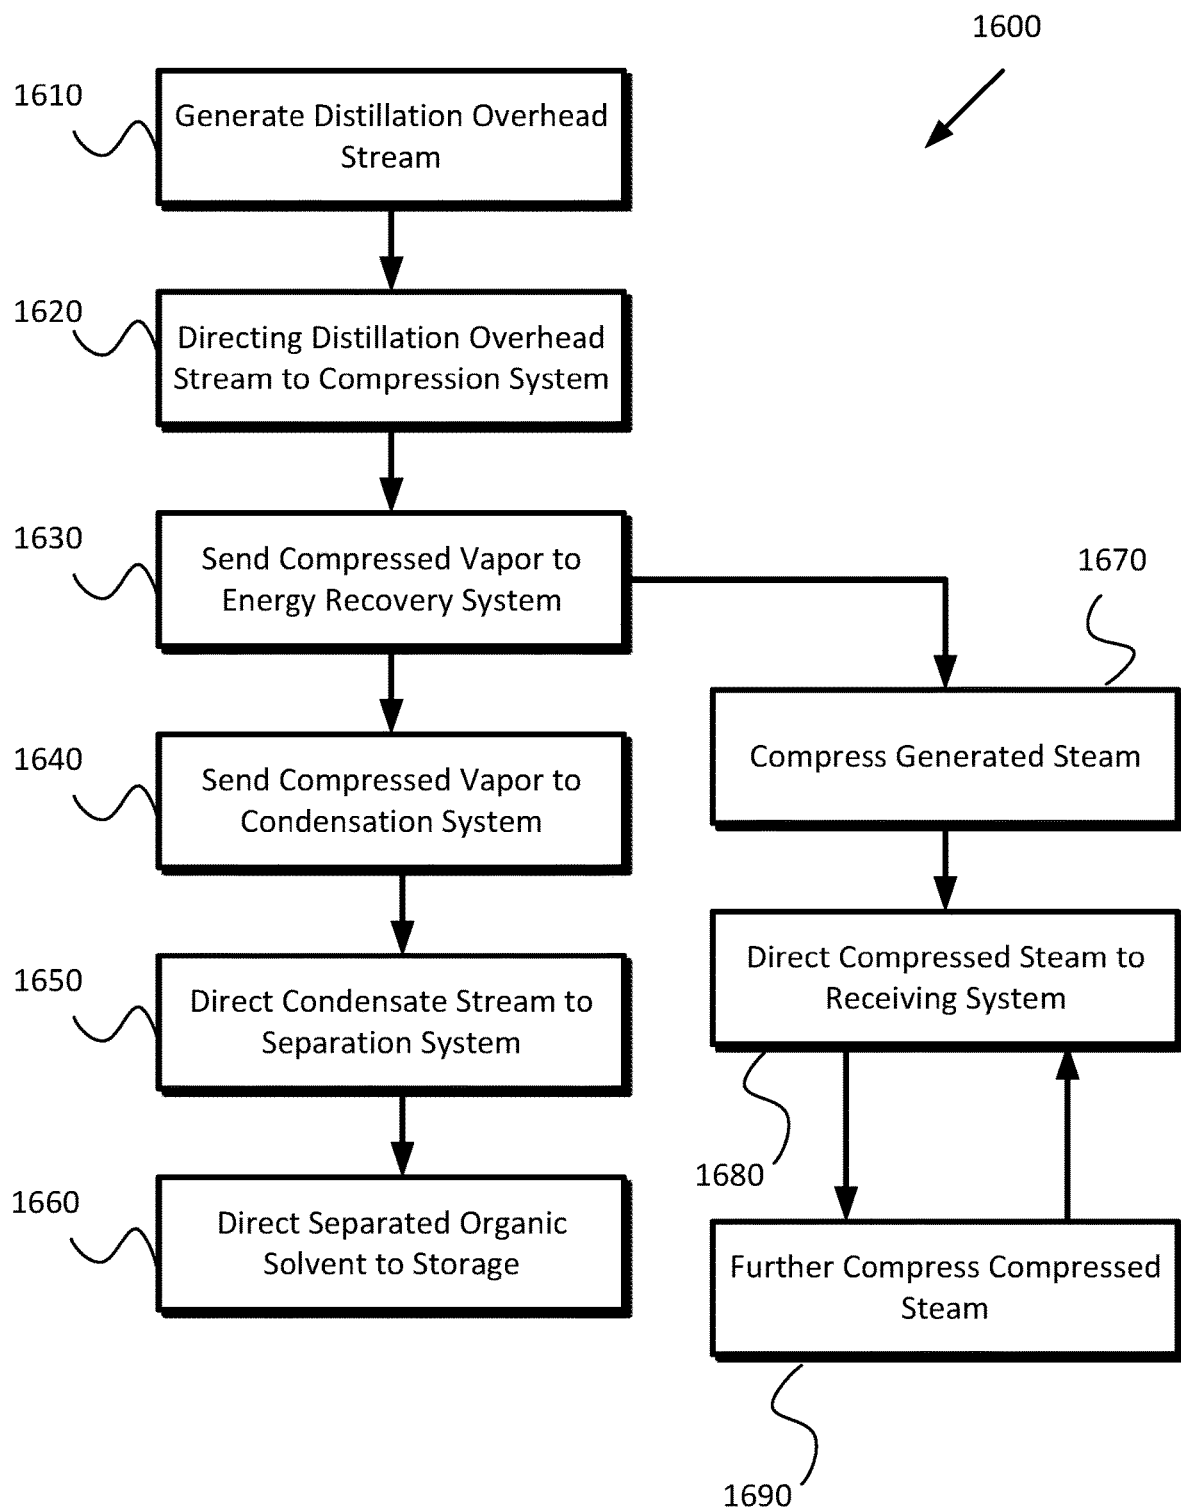 1600
1610
Generate Distillation Overhead
Stream
1620
Directing Distillation Overhead
Stream to Compression System
1630
Send Compressed Vapor to
Energy Recovery System
1640
Send Compressed Vapor to
Condensation System
1650
Direct Condensate Stream to
Separation System
1660
Direct Separated Organic
Solvent to Storage
1670
Compress Generated Steam
Direct Compressed Steam to
Receiving System
1680
Further Compress Compressed
Steam
1690